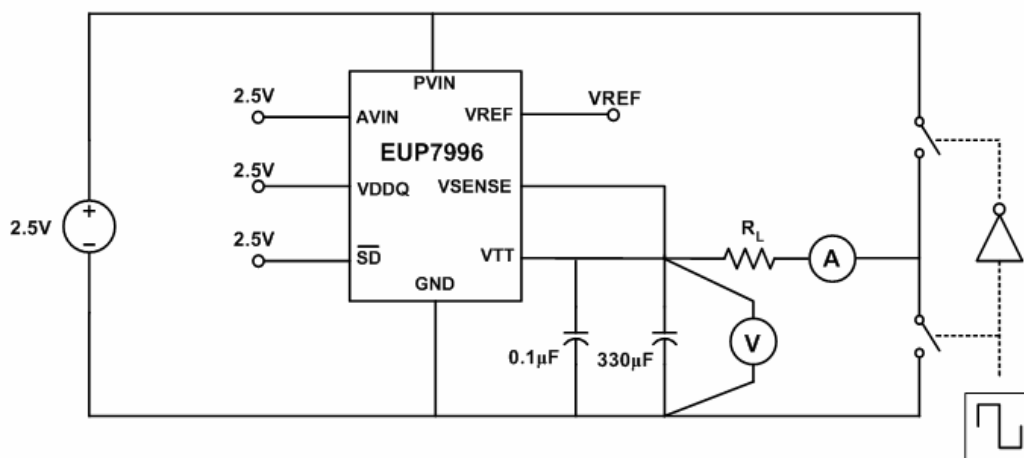 PVIN
2.5V
AVIN
VREF
VREF
EUP7996
2.5V
VDDQ
VSENSE
2.5V
+
−
2.5V
SD
VTT
RL
A
GND
0.1µF
330µF
V